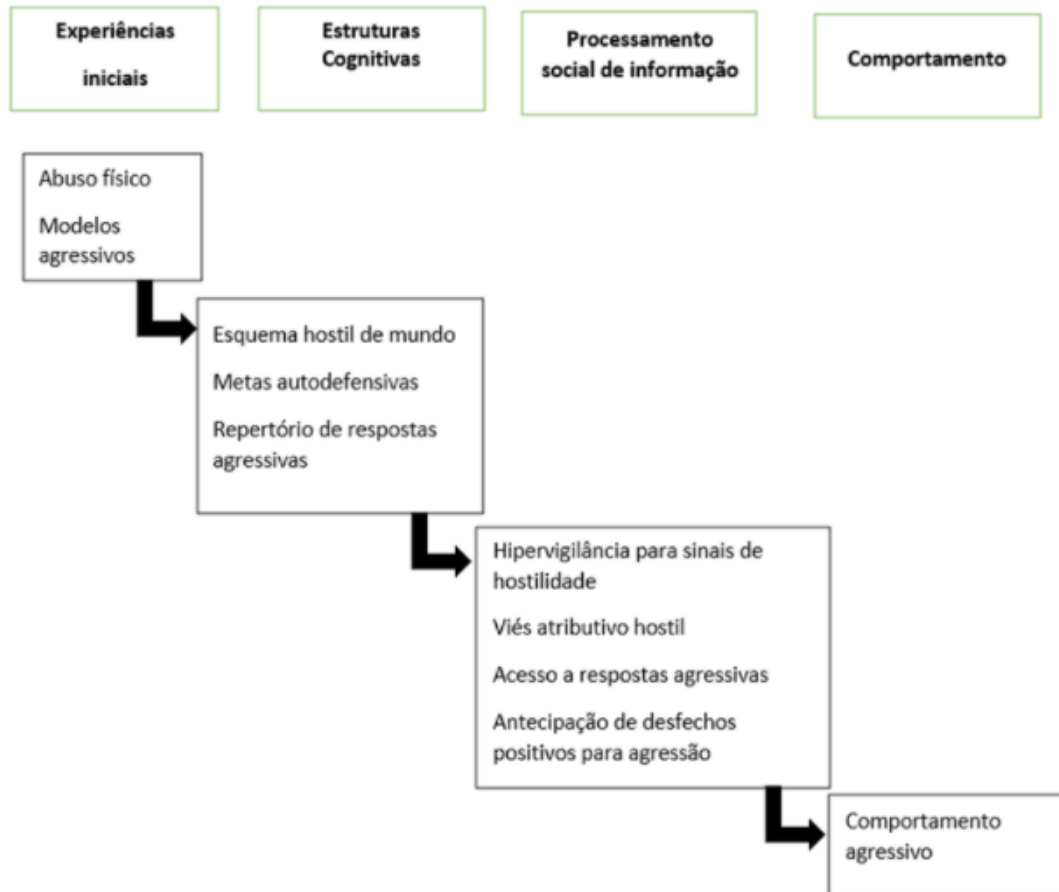 Experiências
iniciais
Estruturas
Cognitivas
Processamento
social de informação
Comportamento
Abuso físico
Modelos
agressivos
Esquema hostil de mundo
Metas autodefensivas
Repertório de respostas
agressivas
Hipervigilância para sinais de
hostilidade
Viés atributivo hostil
Acesso a respostas agressivas
Antecipação de desfechos
positivos para agressão
Comportamento
agressivo